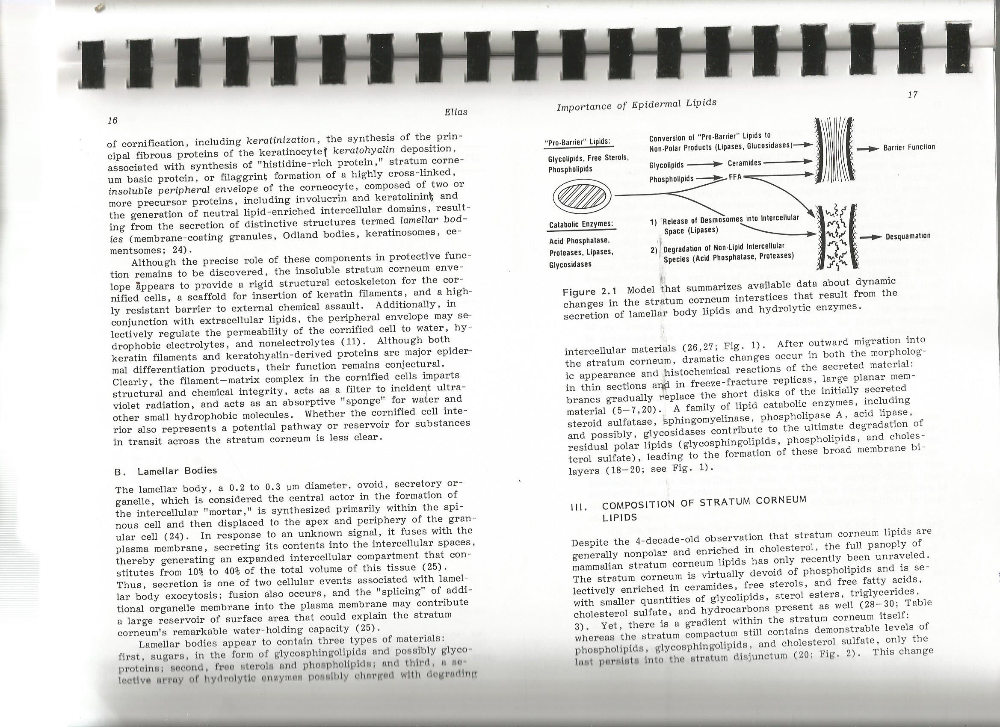 16
Elias
of cornification, including keratinization, the synthesis of the prin-
cipal fibrous proteins of the keratinocyte; keratohyalin deposition,
associated with synthesis of "histidine-rich protein," stratum corne-
um basic protein, or filaggrin; formation of a highly cross-linked,
insoluble peripheral envelope of the corneocyte, composed of two or
more precursor proteins, including involucrin and keratolinin; and
the generation of neutral lipid-enriched intercellular domains, result-
ing from the secretion of distinctive structures termed lamellar bod-
ies (membrane-coating granules, Odland bodies, keratinosomes, ce-
mentsomes; 24).
Although the precise role of these components in protective func-
tion remains to be discovered, the insoluble stratum corneum enve-
lope appears to provide a rigid structural ectoskeleton for the cor-
nified cells, a scaffold for insertion of keratin filaments, and a high-
ly resistant barrier to external chemical assault. Additionally, in
conjunction with extracellular lipids, the peripheral envelope may se-
lectively regulate the permeability of the cornified cell to water, hy-
drophobic electrolytes, and nonelectrolytes (11). Although both
keratin filaments and keratohyalin-derived proteins are major epider-
mal differentiation products, their function remains conjectural.
Clearly, the filament—matrix complex in the cornified cells imparts
structural and chemical integrity, acts as a filter to incident ultra-
violet radiation, and acts as an absorptive "sponge" for water and
other small hydrophobic molecules. Whether the cornified cell inte-
rior also represents a potential pathway or reservoir for substances
in transit across the stratum corneum is less clear.
B. Lamellar Bodies
The lamellar body, a 0.2 to 0.3 μm diameter, ovoid, secretory or-
ganelle, which is considered the central actor in the formation of
the intercellular "mortar," is synthesized primarily within the spi-
nous cell and then displaced to the apex and periphery of the gran-
ular cell (24). In response to an unknown signal, it fuses with the
plasma membrane, secreting its contents into the intercellular spaces,
thereby generating an expanded intercellular compartment that con-
stitutes from 10% to 40% of the total volume of this tissue (25).
Thus, secretion is one of two cellular events associated with lamel-
lar body exocytosis; fusion also occurs, and the "splicing" of addi-
tional organelle membrane into the plasma membrane may contribute
a large reservoir of surface area that could explain the stratum
corneum's remarkable water-holding capacity (25).
Lamellar bodies appear to contain three types of materials:
first, sugars, in the form of glycosphingolipids and possibly glyco-
proteins; second, free sterols and phospholipids; and third, a se-
lective array of hydrolytic enzymes possibly charged with degrading
Importance of Epidermal Lipids
17
"Pro-Barrier" Lipids:
Glycolipids, Free Sterols,
Phospholipids
Conversion of "Pro-Barrier" Lipids to
Non-Polar Products (Lipases, Glucosidases)
Glycolipids
Ceramides
Phospholipids
FFA
Barrier Function
Catabolic Enzymes:
Acid Phosphatase,
Proteases, Lipases,
Glycosidases
1) Release of Desmosomes into Intercellular
Space (Lipases)
2) Degradation of Non-Lipid Intercellular
Species (Acid Phosphatase, Proteases)
Desquamation
Figure 2.1 Model that summarizes available data about dynamic
changes in the stratum corneum interstices that result from the
secretion of lamellar body lipids and hydrolytic enzymes.
intercellular materials (26,27; Fig. 1). After outward migration into
the stratum corneum, dramatic changes occur in both the morpholog-
ic appearance and histochemical reactions of the secreted material:
in thin sections and in freeze-fracture replicas, large planar mem-
branes gradually replace the short disks of the initially secreted
material (5—7,20). A family of lipid catabolic enzymes, including
steroid sulfatase, sphingomyelinase, phospholipase A, acid lipase,
and possibly, glycosidases contribute to the ultimate degradation of
residual polar lipids (glycosphingolipids, phospholipids, and choles-
terol sulfate), leading to the formation of these broad membrane bi-
layers (18—20; see Fig. 1).
III. COMPOSITION OF STRATUM CORNEUM
LIPIDS
Despite the 4-decade-old observation that stratum corneum lipids are
generally nonpolar and enriched in cholesterol, the full panoply of
mammalian stratum corneum lipids has only recently been unraveled.
The stratum corneum is virtually devoid of phospholipids and is se-
lectively enriched in ceramides, free sterols, and free fatty acids,
with smaller quantities of glycolipids, sterol esters, triglycerides,
cholesterol sulfate, and hydrocarbons present as well (28—30; Table
3). Yet, there is a gradient within the stratum corneum itself:
whereas the stratum compactum still contains demonstrable levels of
phospholipids, glycosphingolipids, and cholesterol sulfate, only the
last persists into the stratum disjunctum (20; Fig. 2). This change